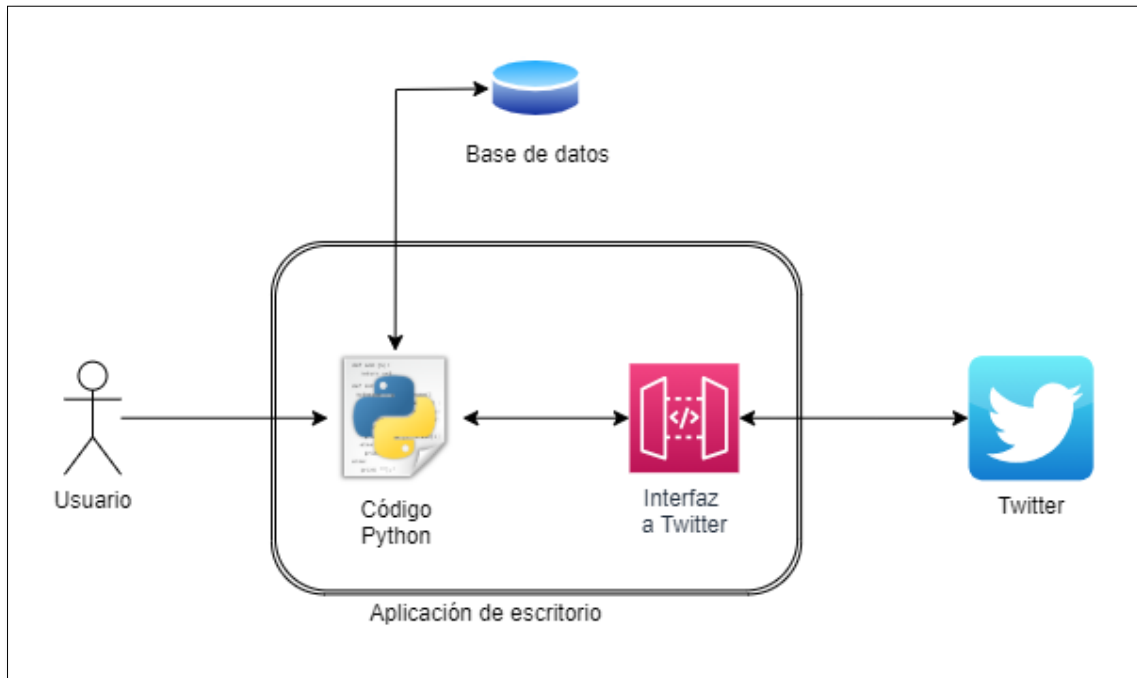 Base de datos
Usuario
Código
Python
Interfaz
a Twitter
Twitter
Aplicación de escritorio